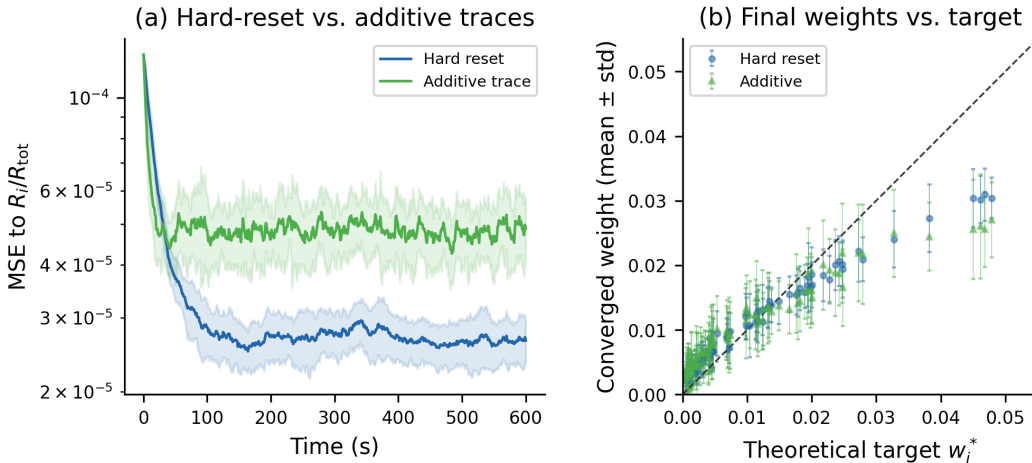 (a) Hard-reset vs. additive traces
Hard reset
Additive trace
MSE to R_i/R_tot
10⁻⁴
6 × 10⁻⁵
4 × 10⁻⁵
3 × 10⁻⁵
2 × 10⁻⁵
0 100 200 300 400 500 600
Time (s)
(b) Final weights vs. target
Hard reset
Additive
Converged weight (mean ± std)
0.05
0.04
0.03
0.02
0.01
0.00
0.00 0.01 0.02 0.03 0.04 0.05
Theoretical target w_i^*